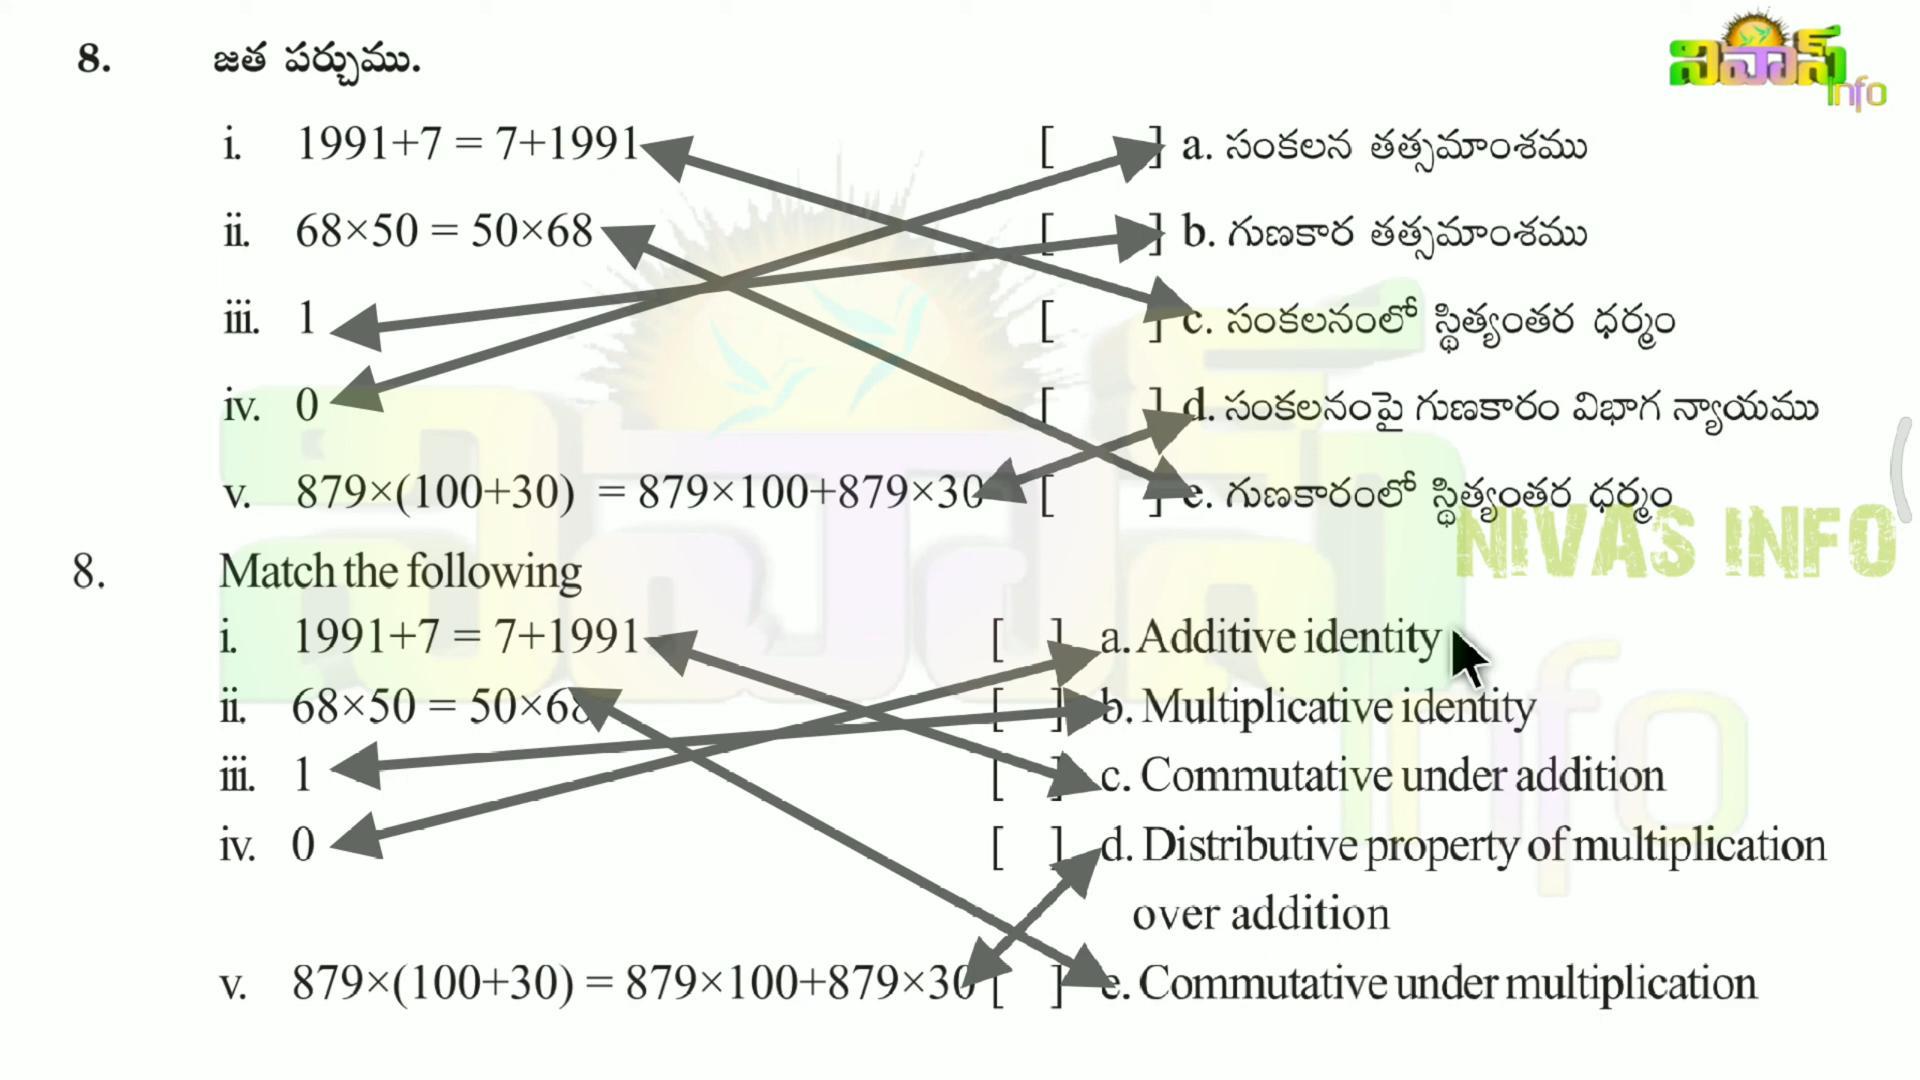 నివాస్
Info
8. జత పర్చుము.
i. 1991+7 = 7+1991 [ ] a. సంకలన తత్సమాంశము
ii. 68×50 = 50×68 [ ] b. గుణకార తత్సమాంశము
iii. 1 [ ] c. సంకలనంలో స్థిత్యంతర ధర్మం
iv. 0 [ ] d. సంకలనంపై గుణకారం విభాగ న్యాయము
v. 879×(100+30) = 879×100+879×30 [ ] e. గుణకారంలో స్థిత్యంతర ధర్మం
NIVAS INFO
8. Match the following
i. 1991+7 = 7+1991 [ ] a. Additive identity
ii. 68×50 = 50×68 [ ] b. Multiplicative identity
iii. 1 [ ] c. Commutative under addition
iv. 0 [ ] d. Distributive property of multiplication
over addition
v. 879×(100+30) = 879×100+879×30 [ ] e. Commutative under multiplication